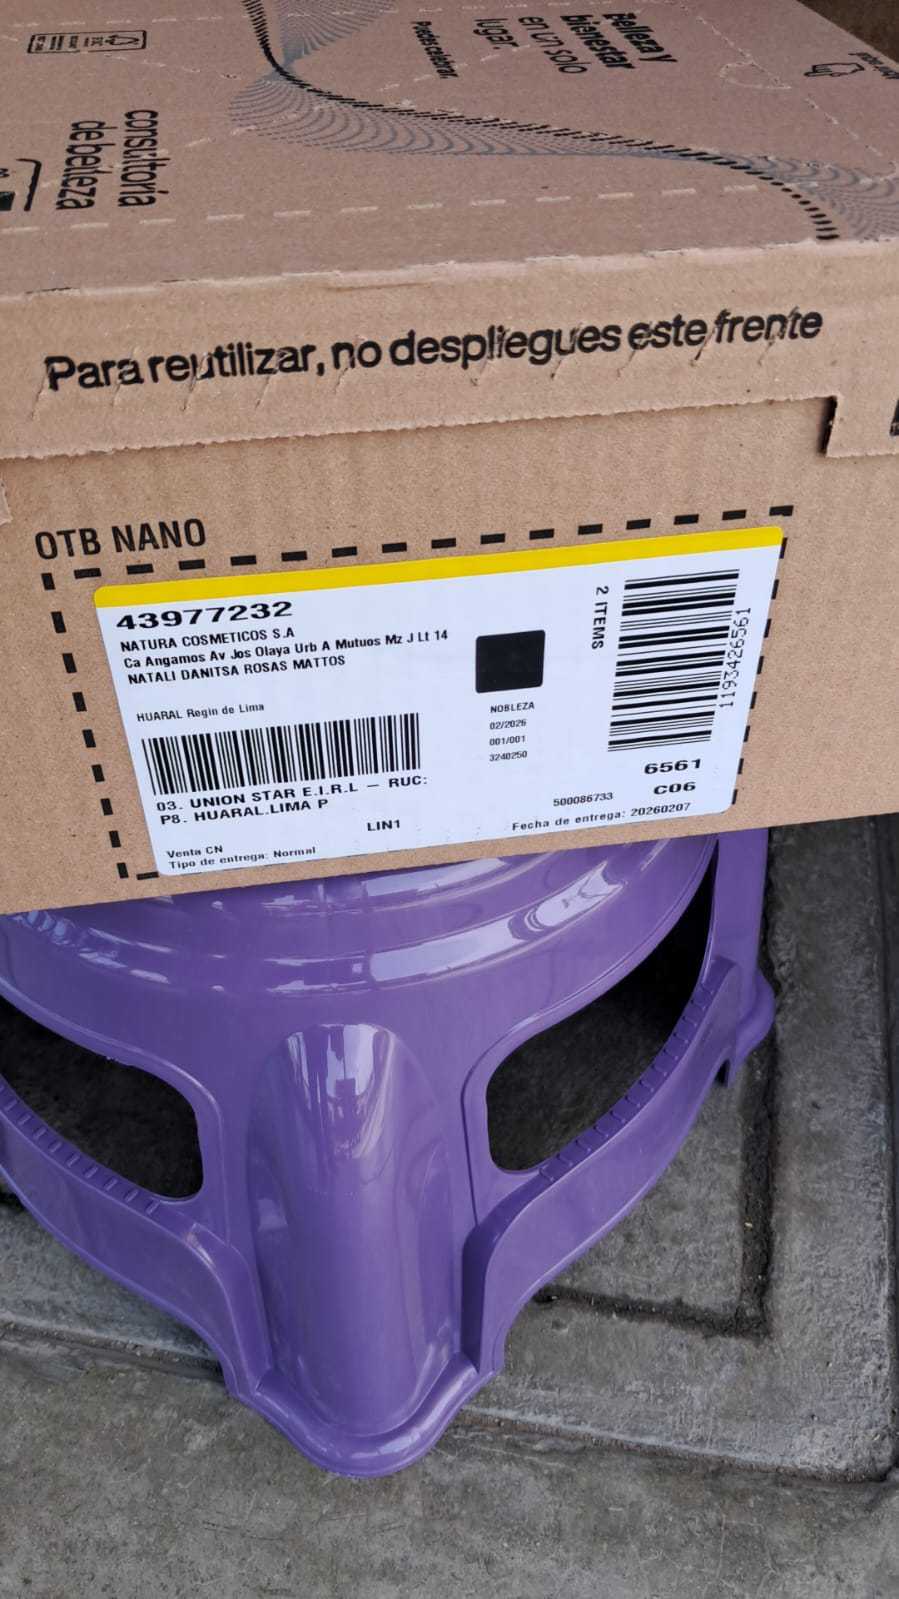 Belleza y
bienestar
en un solo
lugar.
Puedes celebrar.
consultoría
de belleza
Para reutilizar, no despliegues este frente
OTB NANO
43977232
NATURA COSMETICOS S.A
Ca Angamos Av Jos Olaya Urb A Mutuos Mz J Lt 14
NATALI DANITSA ROSAS MATTOS
HUARAL Regin de Lima
03. UNION STAR E.I.R.L — RUC:
P8. HUARAL.LIMA P
LIN1
Venta CN
Tipo de entrega: Normal
NOBLEZA
02/2026
001/001
3240250
2 ITEMS
1193426561
6561
C06
500086733
Fecha de entrega: 20260207